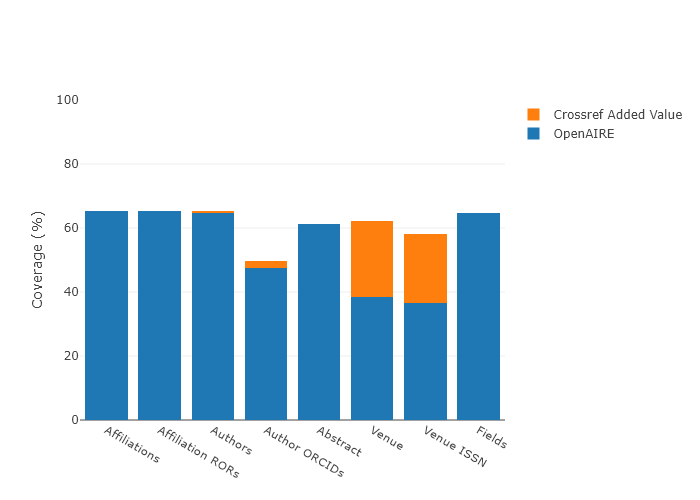 100
80
60
40
20
0
Coverage (%)
Affiliations
Affiliation RORs
Authors
Author ORCIDs
Abstract
Venue
Venue ISSN
Fields
Crossref Added Value
OpenAIRE